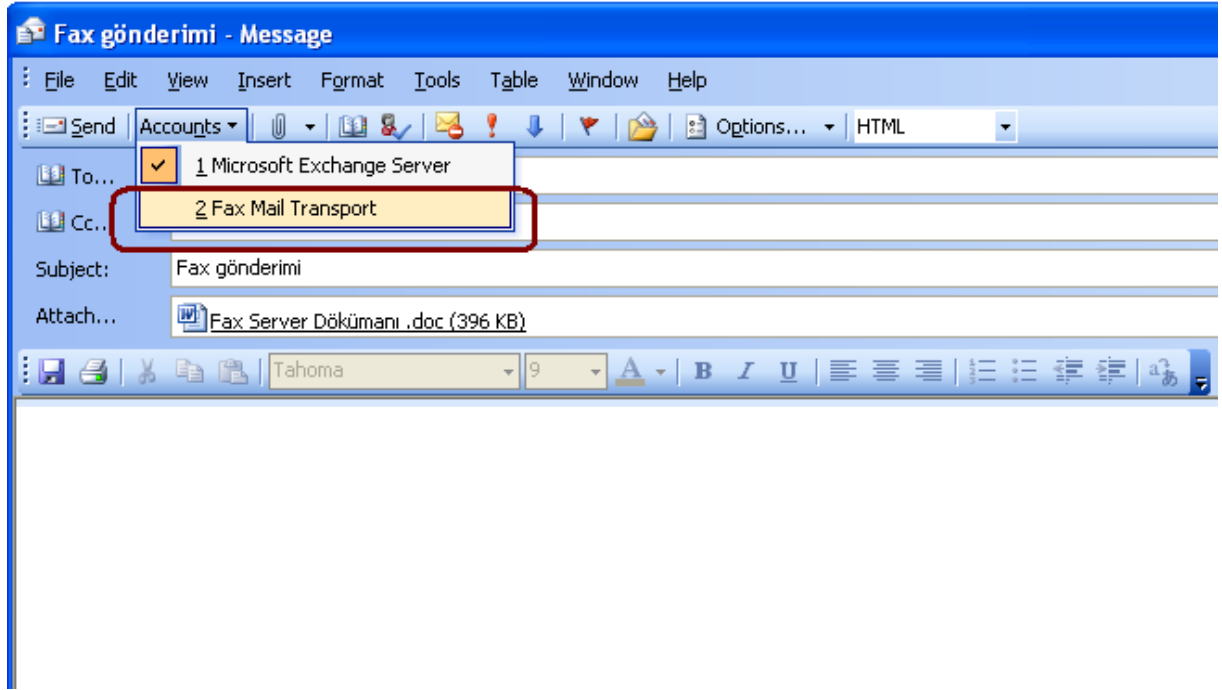 Fax gönderimi - Message
File Edit View Insert Format Tools Table Window Help
Send Accounts Options... HTML
1 Microsoft Exchange Server
To...
2 Fax Mail Transport
Cc..
Subject: Fax gönderimi
Attach... Fax Server Dökümanı .doc (396 KB)
Tahoma 9 A B I U